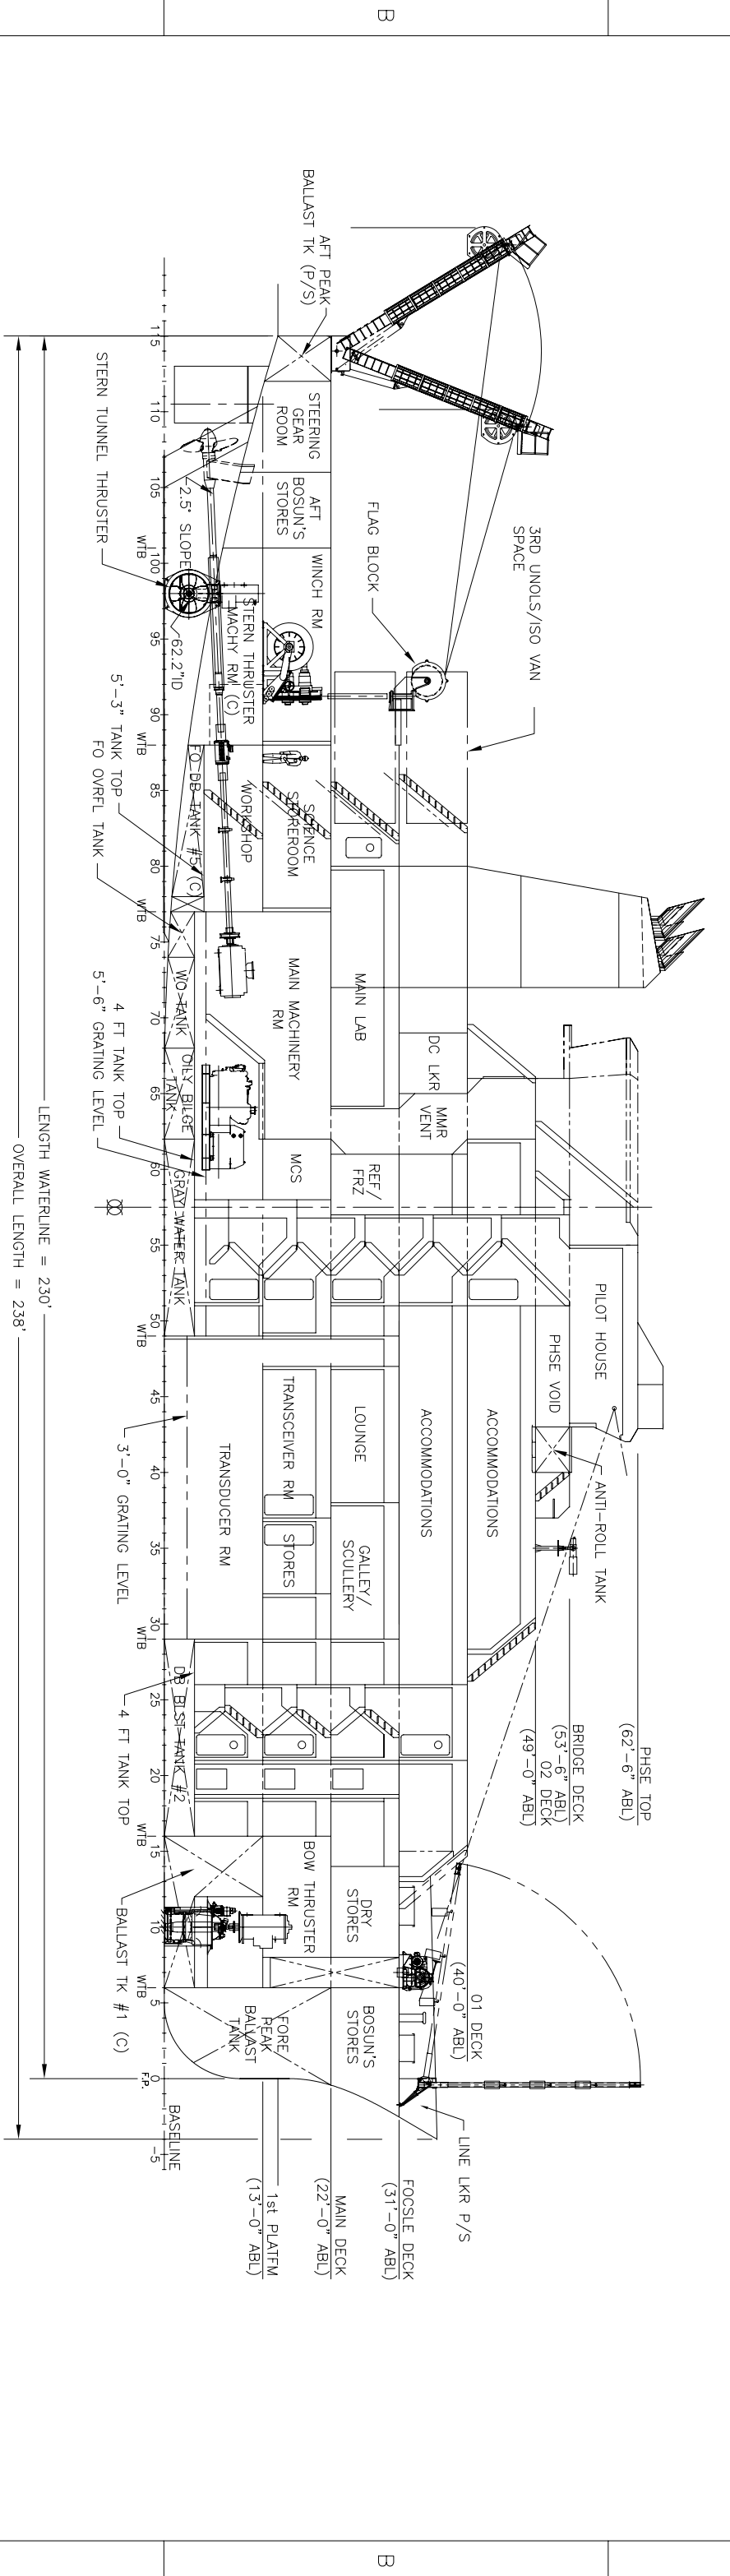 B
AFT PEAK
BALLAST TK (P/S)
STEERING
GEAR
ROOM
AFT
BOSUN'S
STORES
WINCH RM
FLAG BLOCK
3RD UNOLS/ISO VAN
SPACE
STERN THRUSTER
MACHY RM (C)
2.5° SLOPE
62.2"ID
STERN TUNNEL THRUSTER
FO DB TANK #5 (C)
5'-3" TANK TOP
FO OVRFL TANK
WORKSHOP
SCIENCE
STOREROOM
MAIN MACHINERY
RM
MAIN LAB
DC LKR
MMR
VENT
MCS
REF/
FRZ
WO TANK
OILY BILGE
TANK
GRAY WATER TANK
4 FT TANK TOP
5'-6" GRATING LEVEL
PILOT HOUSE
PHSE VOID
ANTI-ROLL TANK
ACCOMMODATIONS
ACCOMMODATIONS
LOUNGE
GALLEY/
SCULLERY
TRANSCEIVER RM
STORES
TRANSDUCER RM
3'-0" GRATING LEVEL
DB BLST TANK #2
4 FT TANK TOP
BOW THRUSTER
RM
DRY
STORES
BOSUN'S
STORES
FORE
PEAK
BALLAST
TANK
BALLAST TK #1 (C)
LINE LKR P/S
PHSE TOP
(62'-6" ABL)
BRIDGE DECK
(53'-6" ABL)
02 DECK
(49'-0" ABL)
01 DECK
(40'-0" ABL)
FOCSLE DECK
(31'-0" ABL)
MAIN DECK
(22'-0" ABL)
1st PLATFM
(13'-0" ABL)
BASELINE
115 110 105 100 95 90 85 80 75 70 65 60 55 50 45 40 35 30 25 20 15 10 5 0 -5
WTB WTB WTB WTB WTB WTB WTB
F.P.
LENGTH WATERLINE = 230'
OVERALL LENGTH = 238'
B